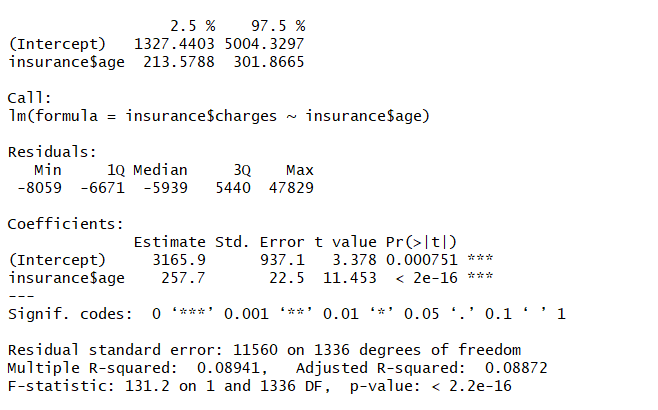 2.5 % 97.5 %
(Intercept) 1327.4403 5004.3297
insurance$age 213.5788 301.8665
Call:
lm(formula = insurance$charges ~ insurance$age)
Residuals:
Min 1Q Median 3Q Max
-8059 -6671 -5939 5440 47829
Coefficients:
Estimate Std. Error t value Pr(>|t|)
(Intercept) 3165.9 937.1 3.378 0.000751 ***
insurance$age 257.7 22.5 11.453 < 2e-16 ***
---
Signif. codes: 0 ‘***’ 0.001 ‘**’ 0.01 ‘*’ 0.05 ‘.’ 0.1 ‘ ’ 1
Residual standard error: 11560 on 1336 degrees of freedom
Multiple R-squared: 0.08941, Adjusted R-squared: 0.08872
F-statistic: 131.2 on 1 and 1336 DF, p-value: < 2.2e-16